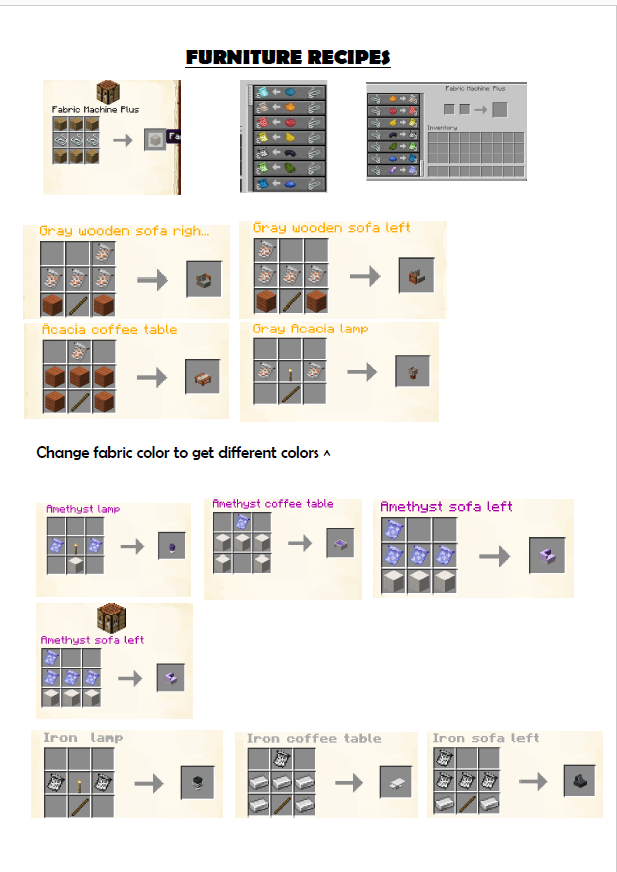 FURNITURE RECIPES
Fabric Machine Plus
Fa
Fabric Machine Plus
Inventory
Gray wooden sofa righ...
Gray wooden sofa left
Acacia coffee table
Gray Acacia lamp
Change fabric color to get different colors ^
Amethyst lamp
Amethyst coffee table
Amethyst sofa left
Amethyst sofa left
Iron lamp
Iron coffee table
Iron sofa left